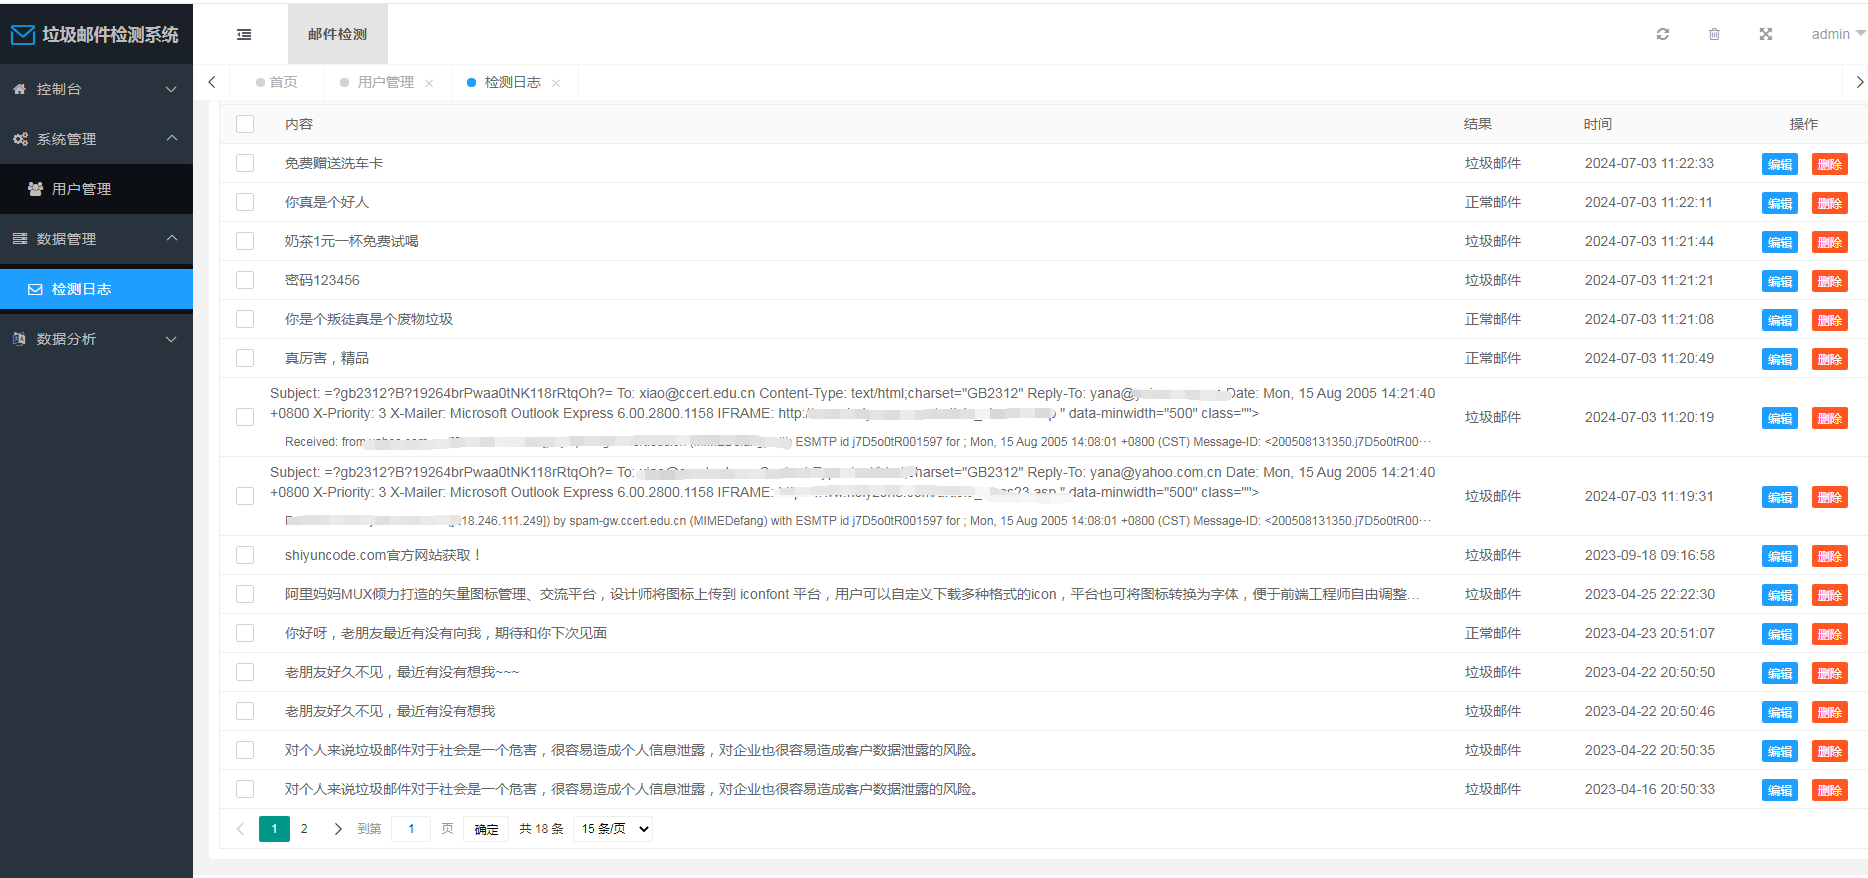 垃圾邮件检测系统
邮件检测
admin
控制台
系统管理
用户管理
数据管理
检测日志
数据分析
首页
用户管理
检测日志
内容 结果 时间 操作
免费赠送洗车卡 垃圾邮件 2024-07-03 11:22:33 编辑 删除
你真是个好人 正常邮件 2024-07-03 11:22:11 编辑 删除
奶茶1元一杯免费试喝 垃圾邮件 2024-07-03 11:21:44 编辑 删除
密码123456 垃圾邮件 2024-07-03 11:21:21 编辑 删除
你是个叛徒真是个废物垃圾 正常邮件 2024-07-03 11:21:08 编辑 删除
真厉害，精品 正常邮件 2024-07-03 11:20:49 编辑 删除
Subject: =?gb2312?B?19264brPwaa0tNK118rRtqOh?= To: xiao@ccert.edu.cn Content-Type: text/html;charset="GB2312" Reply-To: yana@ Date: Mon, 15 Aug 2005 14:21:40
+0800 X-Priority: 3 X-Mailer: Microsoft Outlook Express 6.00.2800.1158 IFRAME: http:/ " data-minwidth="500" class="">
Received: from ESMTP id j7D5o0tR001597 for ; Mon, 15 Aug 2005 14:08:01 +0800 (CST) Message-ID: <200508131350.j7D5o0tR00···
垃圾邮件 2024-07-03 11:20:19 编辑 删除
Subject: =?gb2312?B?19264brPwaa0tNK118rRtqOh?= To: charset="GB2312" Reply-To: yana@yahoo.com.cn Date: Mon, 15 Aug 2005 14:21:40
+0800 X-Priority: 3 X-Mailer: Microsoft Outlook Express 6.00.2800.1158 IFRAME: " data-minwidth="500" class="">
18.246.111.249]) by spam-gw.ccert.edu.cn (MIMEDefang) with ESMTP id j7D5o0tR001597 for ; Mon, 15 Aug 2005 14:08:01 +0800 (CST) Message-ID: <200508131350.j7D5o0tR00···
垃圾邮件 2024-07-03 11:19:31 编辑 删除
shiyuncode.com官方网站获取！ 垃圾邮件 2023-09-18 09:16:58 编辑 删除
阿里妈妈MUX倾力打造的矢量图标管理、交流平台，设计师将图标上传到 iconfont 平台，用户可以自定义下载多种格式的icon，平台也可将图标转换为字体，便于前端工程师自由调整... 垃圾邮件 2023-04-25 22:22:30 编辑 删除
你好呀，老朋友最近有没有向我，期待和你下次见面 正常邮件 2023-04-23 20:51:07 编辑 删除
老朋友好久不见，最近有没有想我~~~ 垃圾邮件 2023-04-22 20:50:50 编辑 删除
老朋友好久不见，最近有没有想我 垃圾邮件 2023-04-22 20:50:46 编辑 删除
对个人来说垃圾邮件对于社会是一个危害，很容易造成个人信息泄露，对企业也很容易造成客户数据泄露的风险。 垃圾邮件 2023-04-22 20:50:35 编辑 删除
对个人来说垃圾邮件对于社会是一个危害，很容易造成个人信息泄露，对企业也很容易造成客户数据泄露的风险。 垃圾邮件 2023-04-16 20:50:33 编辑 删除
1 2 到第 1 页 确定 共 18 条 15 条/页